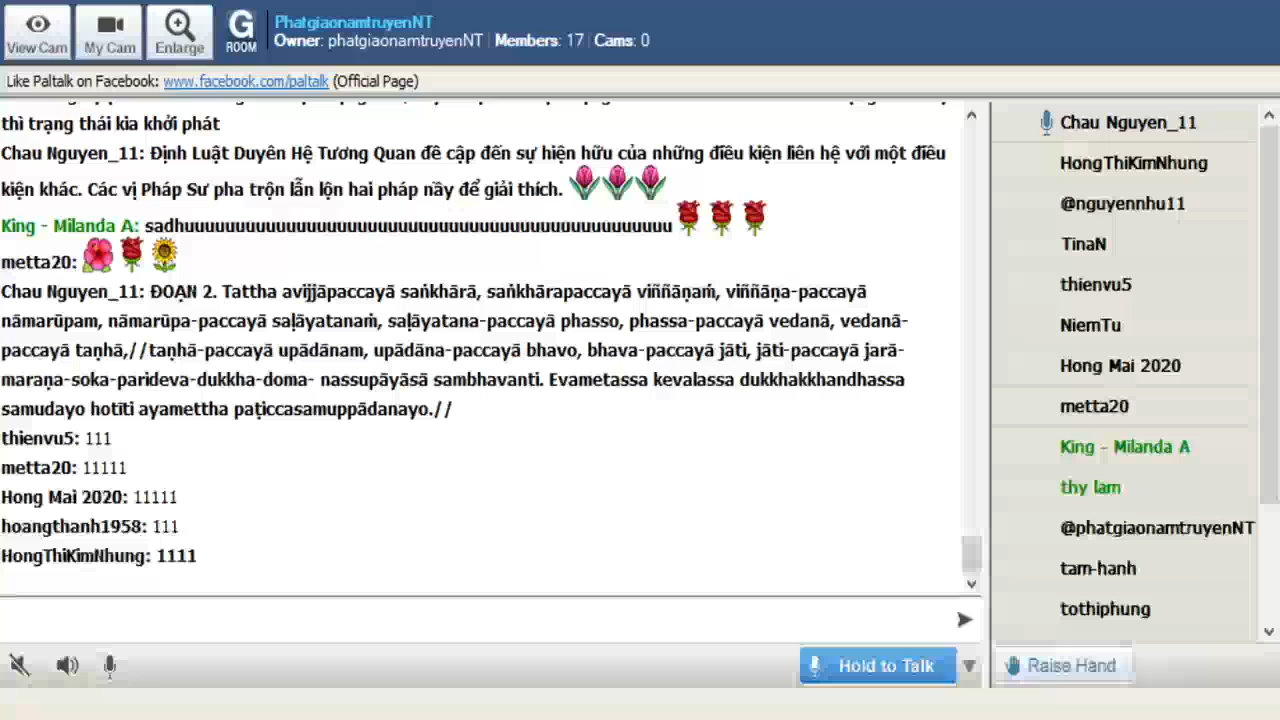 View Cam
My Cam
Enlarge
G
ROOM
PhatgiaonamtruyenNT
Owner: phatgiaonamtruyenNT | Members: 17 | Cams: 0
Like Paltalk on Facebook: www.facebook.com/paltalk (Official Page)
thì trạng thái kia khởi phát
Chau Nguyen_11: Định Luật Duyên Hệ Tương Quan đề cập đến sự hiện hữu của những điều kiện liên hệ với một điều
kiện khác. Các vị Pháp Sư pha trộn lẫn lộn hai pháp nầy để giải thích.
King - Milanda A: sadhuuuuuuuuuuuuuuuuuuuuuuuuuuuuuuuuuuuuuuuuuuuuuuuuu
metta20:
Chau Nguyen_11: ĐOẠN 2. Tattha avijjāpaccayā saṅkhārā, saṅkhārapaccayā viññāṇaṁ, viññāṇa-paccayā
nāmarūpam, nāmarūpa-paccayā saḷāyatanaṁ, saḷāyatana-paccayā phasso, phassa-paccayā vedanā, vedanā-
paccayā taṇhā,//taṇhā-paccayā upādānam, upādāna-paccayā bhavo, bhava-paccayā jāti, jāti-paccayā jarā-
maraṇa-soka-parideva-dukkha-doma- nassupāyāsā sambhavanti. Evametassa kevalassa dukkhakkhandhassa
samudayo hotīti ayamettha paṭiccasamuppādanayo.//
thienvu5: 111
metta20: 11111
Hong Mai 2020: 11111
hoangthanh1958: 111
HongThiKimNhung: 1111
Hold to Talk
Chau Nguyen_11
HongThiKimNhung
@nguyennhu11
TinaN
thienvu5
NiemTu
Hong Mai 2020
metta20
King - Milanda A
thy lam
@phatgiaonamtruyenNT
tam-hanh
tothiphung
Raise Hand